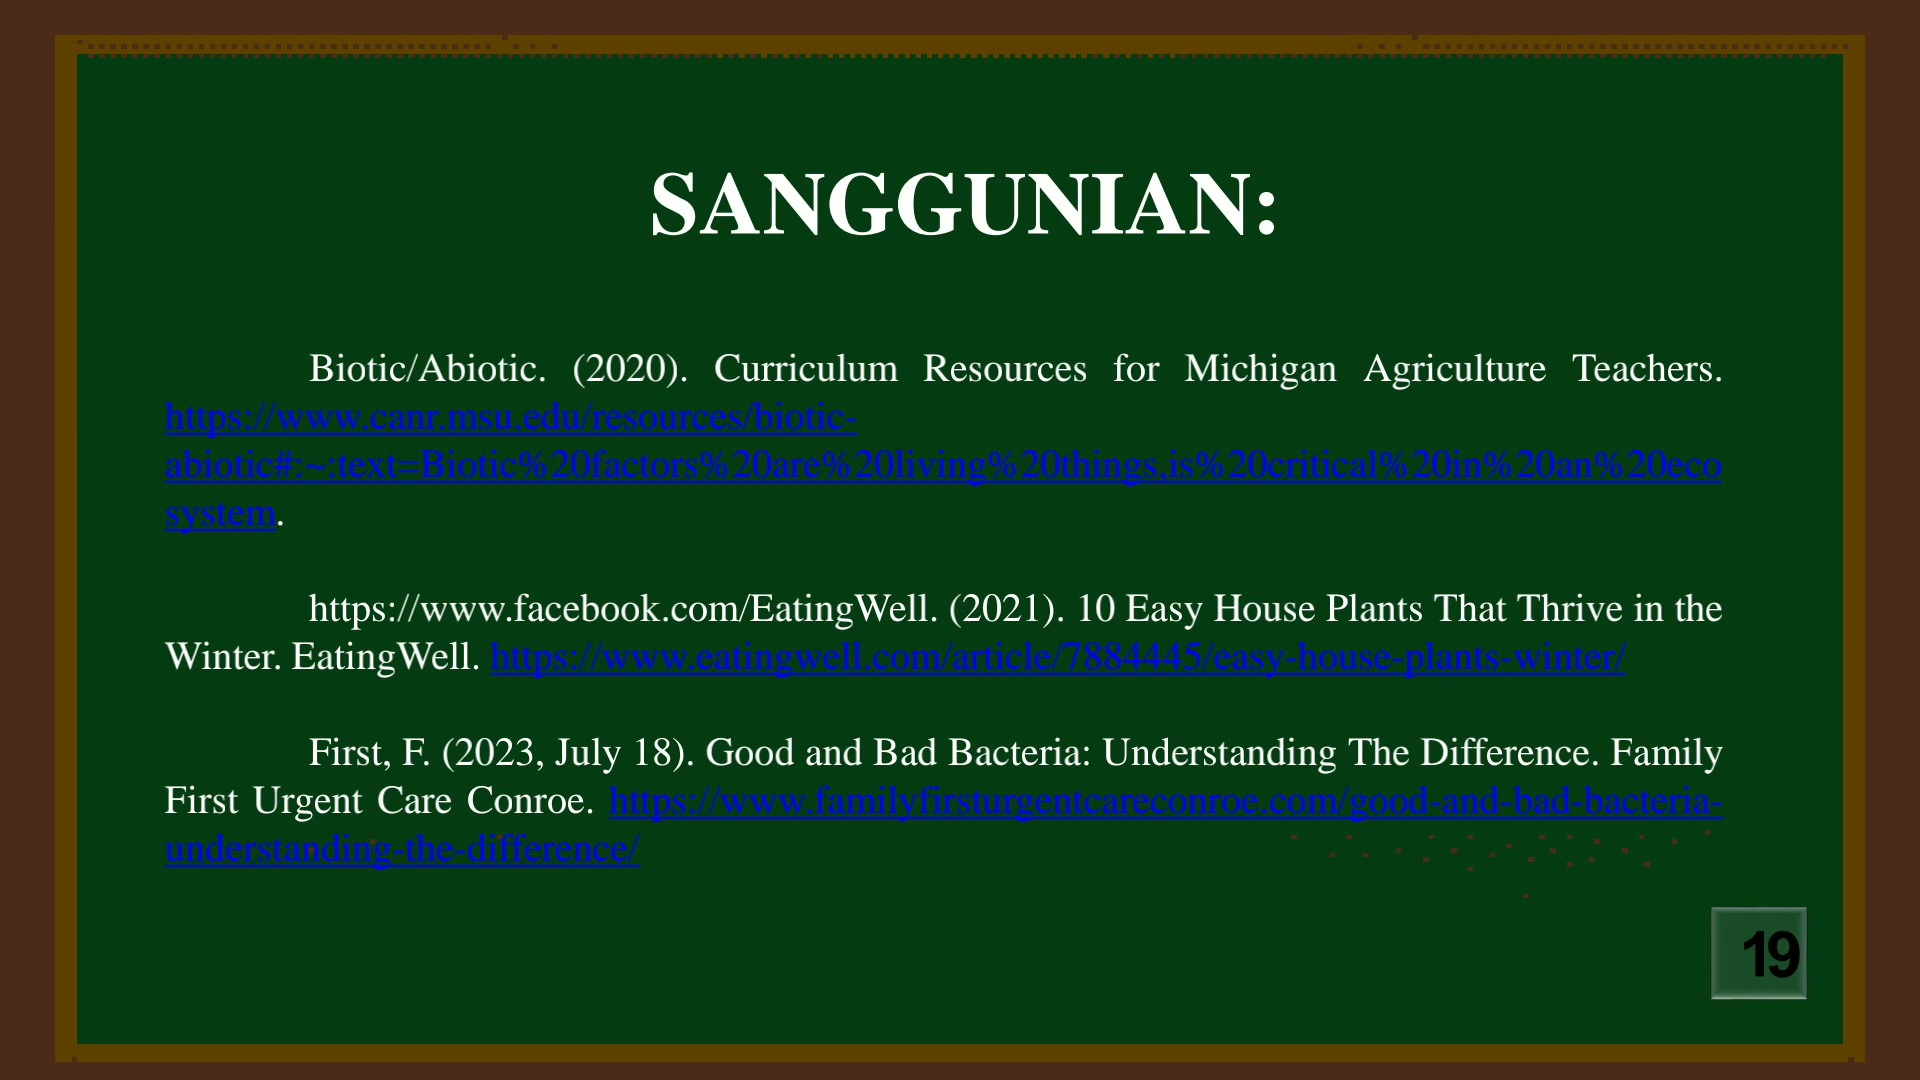 SANGGUNIAN:
Biotic/Abiotic. (2020). Curriculum Resources for Michigan Agriculture Teachers.
https://www.canr.msu.edu/resources/biotic-
abiotic#:~:text=Biotic%20factors%20are%20living%20things,is%20critical%20in%20an%20eco
system.
https://www.facebook.com/EatingWell. (2021). 10 Easy House Plants That Thrive in the
Winter. EatingWell. https://www.eatingwell.com/article/7884445/easy-house-plants-winter/
First, F. (2023, July 18). Good and Bad Bacteria: Understanding The Difference. Family
First Urgent Care Conroe. https://www.familyfirsturgentcareconroe.com/good-and-bad-bacteria-
understanding-the-difference/
19